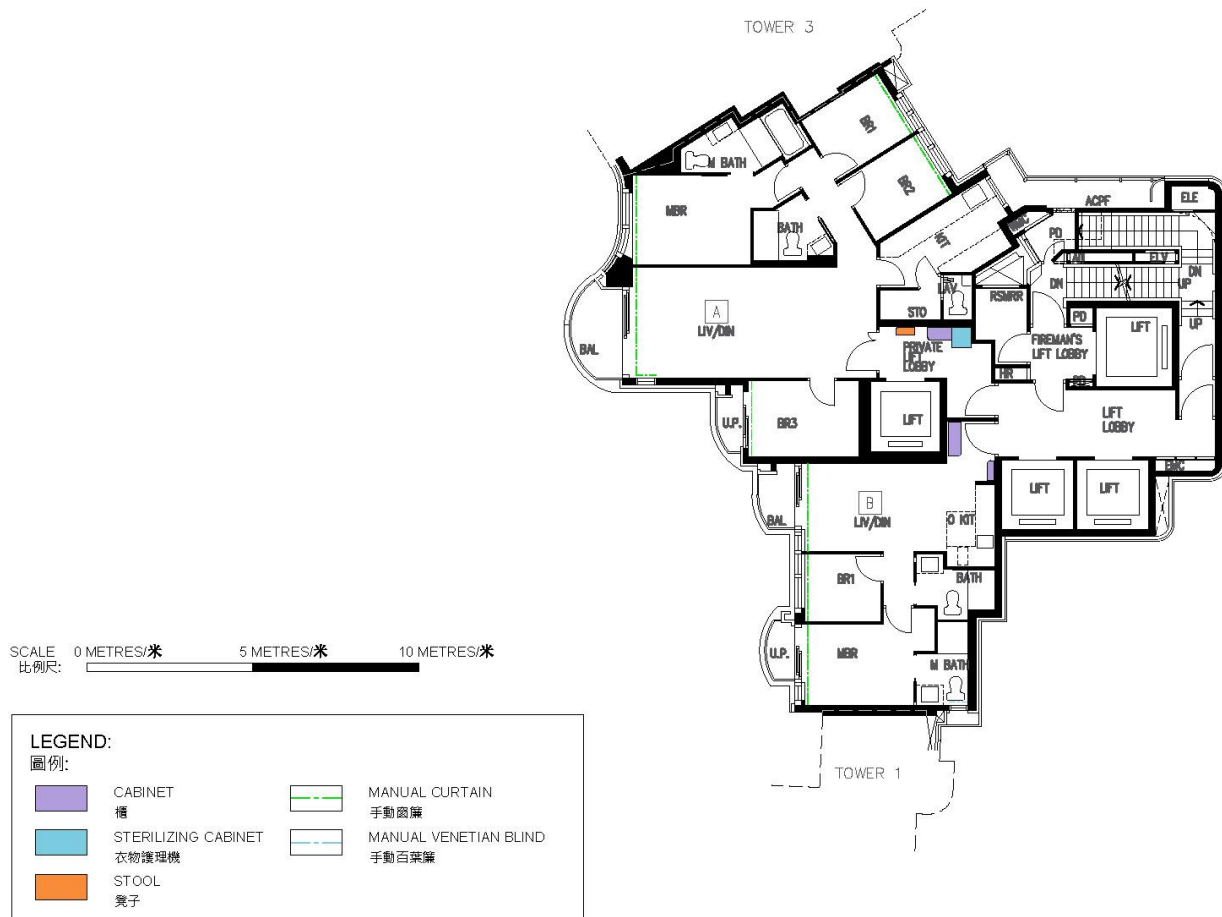 TOWER 3
BR1
M BATH
BR2
MBR
BATH
KIT
ACPF
ELE
PD
ELV
DN
DN
UP
UP
LAV
STO
RSMRR
PD
LIFT
A
LIV/DIN
BAL
PRIVATE
LIFT
LOBBY
FIREMAN'S
LIFT LOBBY
HR
U.P.
BR3
LIFT
LIFT
LOBBY
EMC
LIFT
LIFT
BAL
B
LIV/DIN
O KIT
BR1
BATH
U.P.
MBR
M BATH
TOWER 1
SCALE 0 METRES/米 5 METRES/米 10 METRES/米
比例尺:
LEGEND:
圖例:
CABINET
櫃
STERILIZING CABINET
衣物護理機
STOOL
凳子
MANUAL CURTAIN
手動窗簾
MANUAL VENETIAN BLIND
手動百葉簾